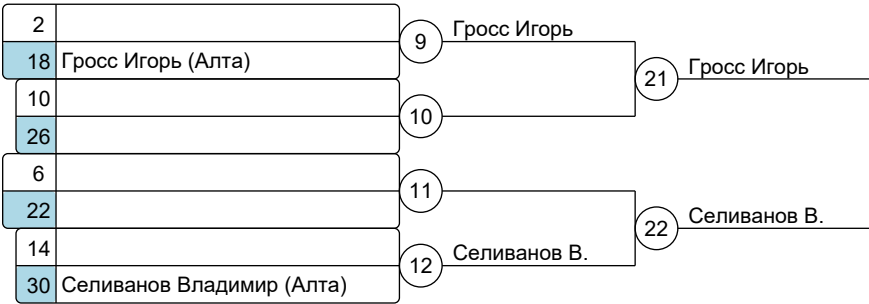 2
9
Гросс Игорь
18 Гросс Игорь (Алта)
21
Гросс Игорь
10
10
26
6
11
22
22
Селиванов В.
14
12
Селиванов В.
30 Селиванов Владимир (Алта)